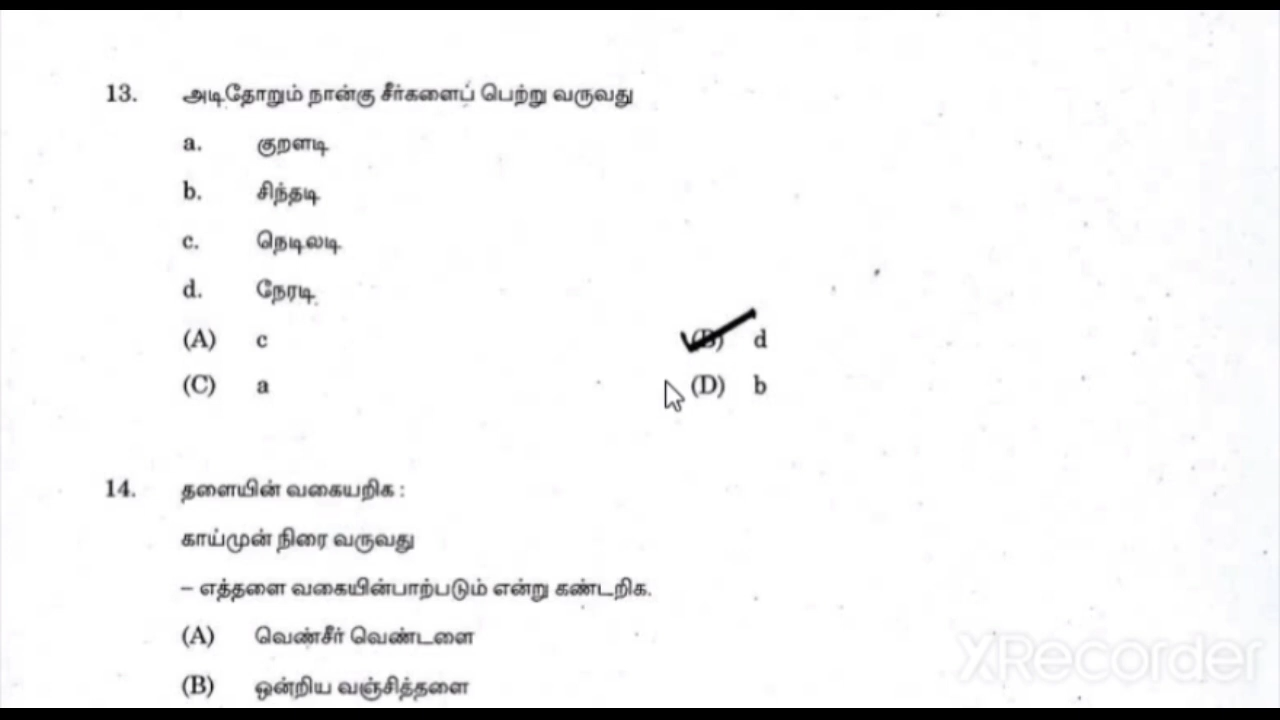 13. அடிதோறும் நான்கு சீர்களைப் பெற்று வருவது
a. குறளடி
b. சிந்தடி
c. நெடிலடி
d. நேரடி
(A) c (B) d
(C) a (D) b
14. தளையின் வகையறிக :
காய்முன் நிரை வருவது
– எத்தளை வகையின்பாற்படும் என்று கண்டறிக.
(A) வெண்சீர் வெண்டளை
(B) ஒன்றிய வஞ்சித்தளை
XRecorder